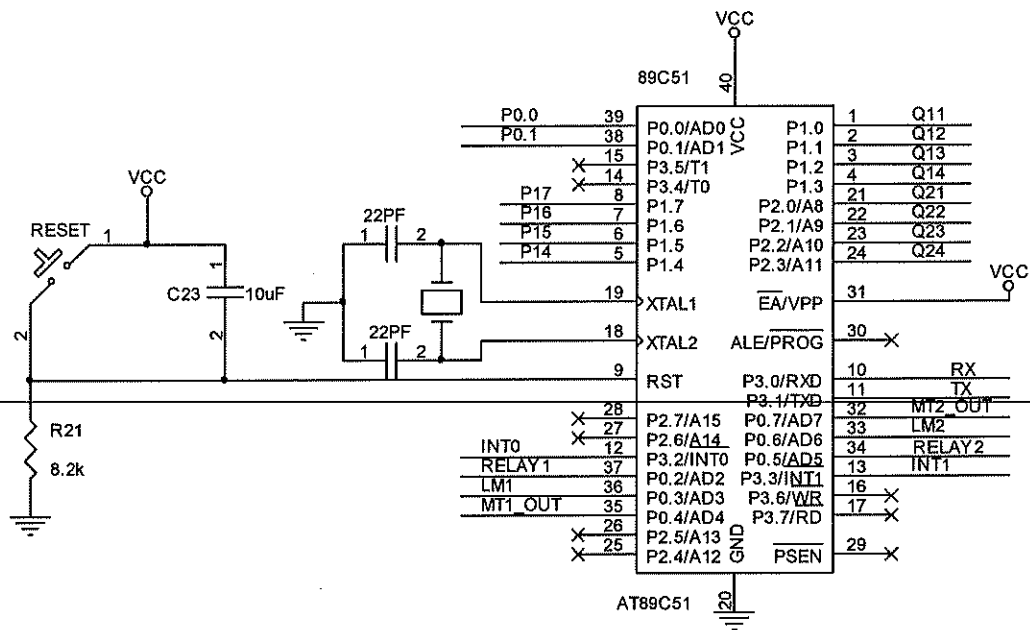 VCC
89C51
40
P0.0 39 P0.0/AD0 VCC P1.0 1 Q11
P0.1 38 P0.1/AD1 P1.1 2 Q12
15 P3.5/T1 P1.2 3 Q13
14 P3.4/T0 P1.3 4 Q14
P17 8 P1.7 P2.0/A8 21 Q21
P16 7 P1.6 P2.1/A9 22 Q22
P15 6 P1.5 P2.2/A10 23 Q23
P14 5 P1.4 P2.3/A11 24 Q24
VCC
RESET
1
22PF
1 2
VCC
1
C23 10uF
2
2
19 XTAL1 EA/VPP 31
22PF
1 2
18 XTAL2 ALE/PROG 30
9 RST P3.0/RXD 10 RX
P3.1/TXD 11 TX
28 P2.7/A15 P0.7/AD7 32 MT2_OUT
27 P2.6/A14 P0.6/AD6 33 LM2
INT0 12 P3.2/INT0 P0.5/AD5 34 RELAY2
RELAY1 37 P0.2/AD2 P3.3/INT1 13 INT1
LM1 36 P0.3/AD3 P3.6/WR 16
MT1_OUT 35 P0.4/AD4 P3.7/RD 17
26 P2.5/A13
25 P2.4/A12 GND PSEN 29
R21
8.2k
AT89C51
20